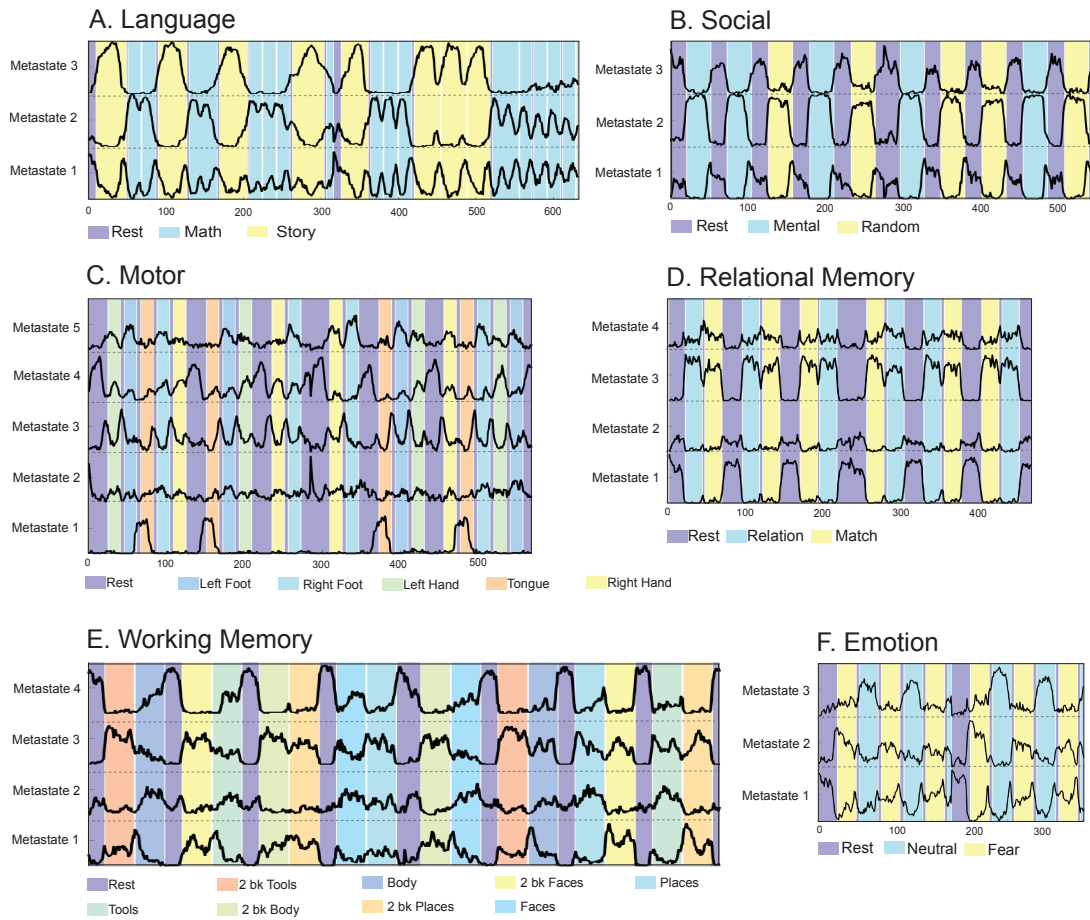 A. Language
Metastate 3
Metastate 2
Metastate 1
0 100 200 300 400 500 600
Rest Math Story
B. Social
Metastate 3
Metastate 2
Metastate 1
0 100 200 300 400 500
Rest Mental Random
C. Motor
Metastate 5
Metastate 4
Metastate 3
Metastate 2
Metastate 1
0 100 200 300 400 500
Rest Left Foot Right Foot Left Hand Tongue Right Hand
D. Relational Memory
Metastate 4
Metastate 3
Metastate 2
Metastate 1
0 100 200 300 400
Rest Relation Match
E. Working Memory
Metastate 4
Metastate 3
Metastate 2
Metastate 1
Rest 2 bk Tools Body 2 bk Faces Places
Tools 2 bk Body 2 bk Places Faces
F. Emotion
Metastate 3
Metastate 2
Metastate 1
0 100 200 300
Rest Neutral Fear